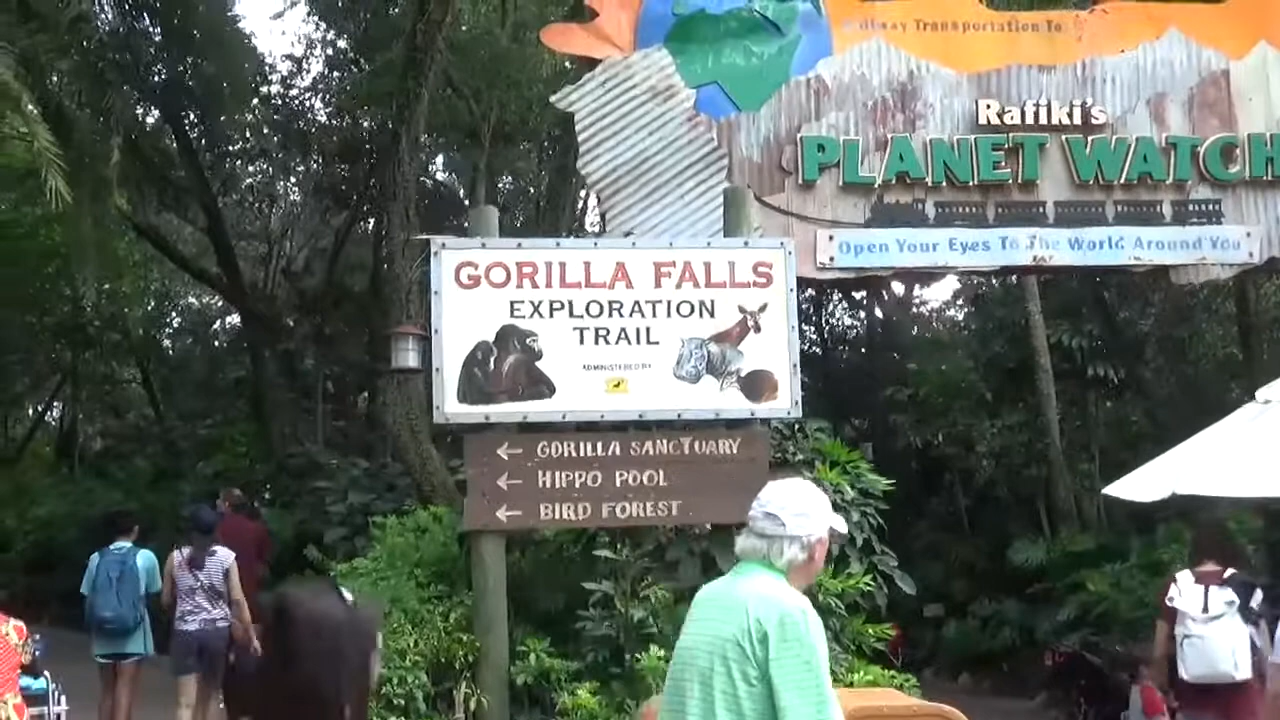 Railway Transportation To
Rafiki's
PLANET WATCH
Open Your Eyes To The World Around You
GORILLA FALLS
EXPLORATION
TRAIL
ADMINISTERED BY
← GORILLA SANCTUARY
← HIPPO POOL
← BIRD FOREST